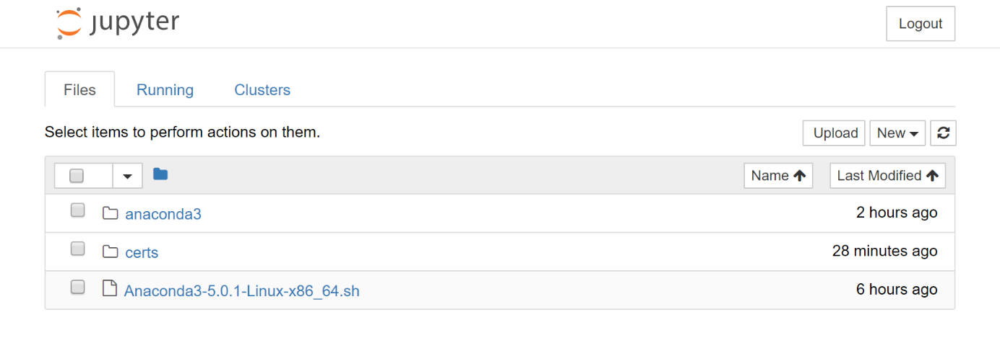 jupyter
Logout
Files Running Clusters
Select items to perform actions on them.
Upload New
Name Last Modified
anaconda3 2 hours ago
certs 28 minutes ago
Anaconda3-5.0.1-Linux-x86_64.sh 6 hours ago